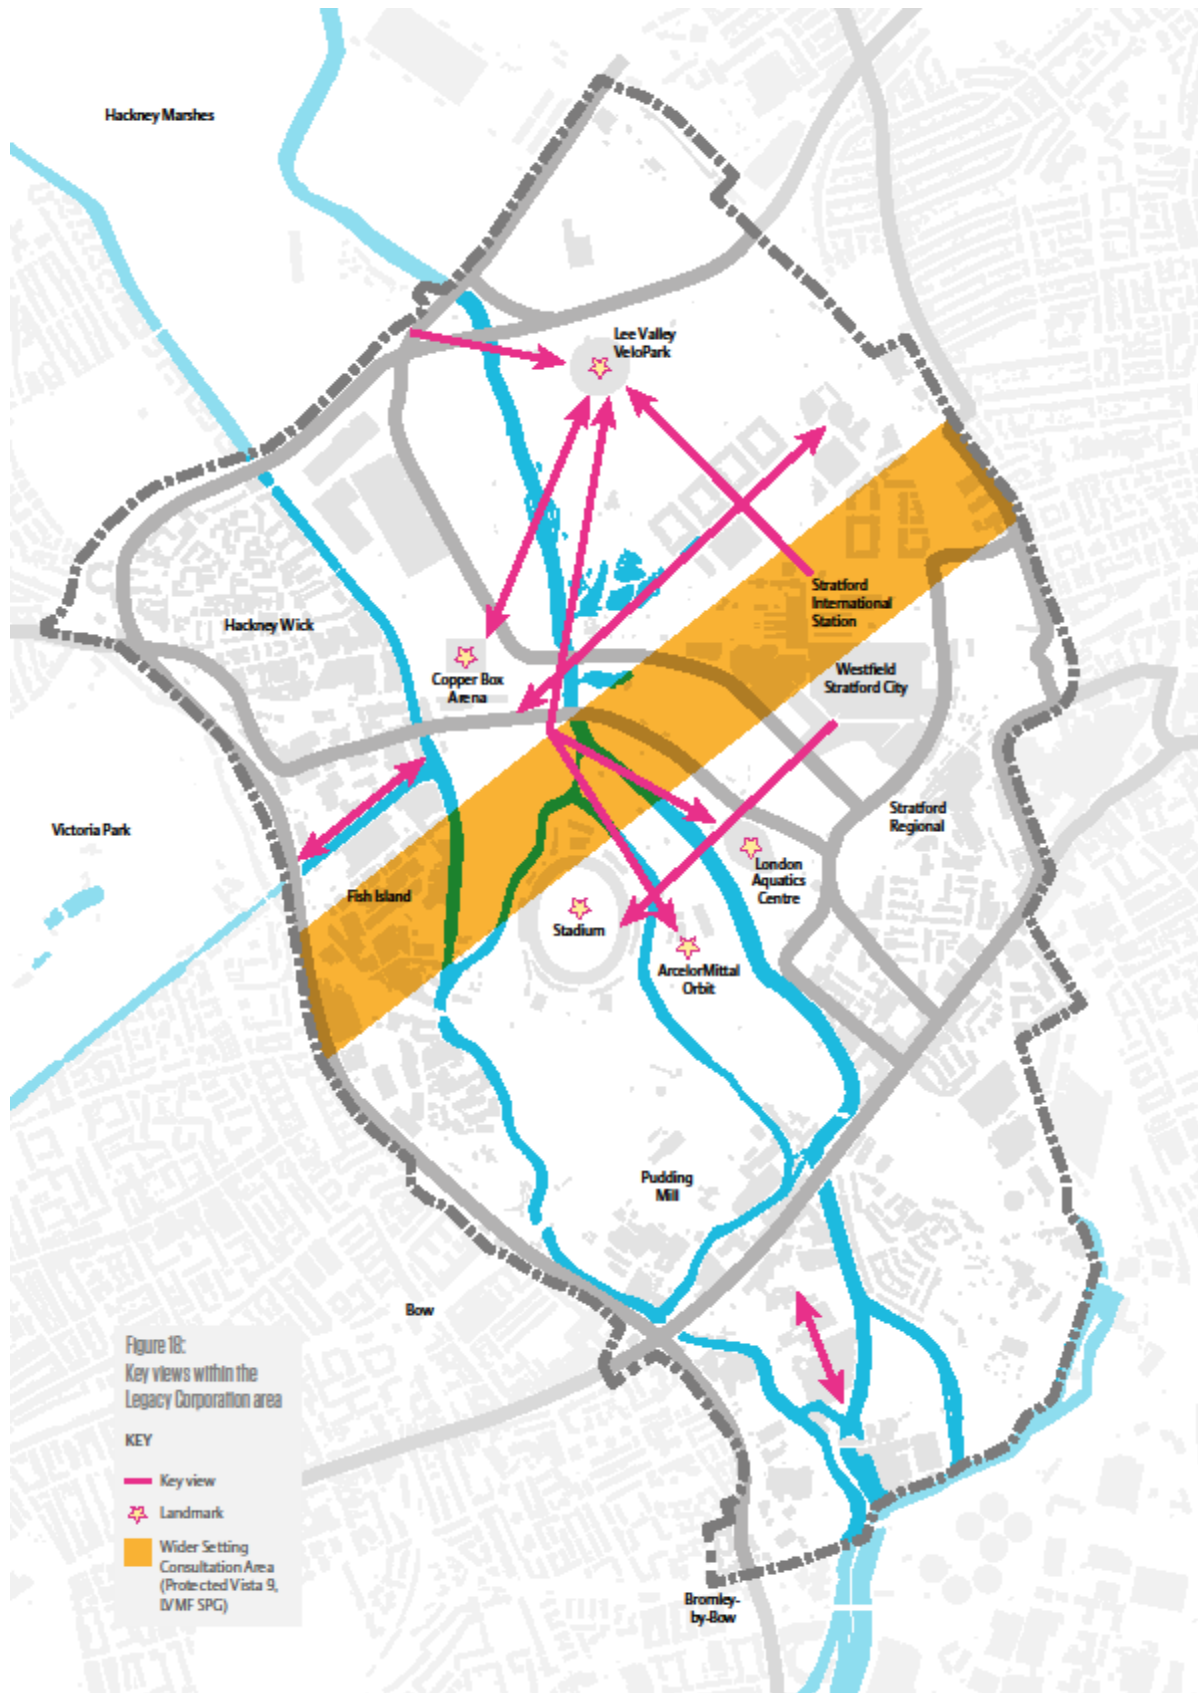 Hackney Marshes
Lee Valley
VeloPark
Stratford
International
Station
Hackney Wick
Copper Box
Arena
Westfield
Stratford City
Victoria Park
Stratford
Regional
Fish Island
London
Aquatics
Centre
Stadium
ArcelorMittal
Orbit
Pudding
Mill
Bow
Figure 18:
Key views within the
Legacy Corporation area
KEY
Key view
Landmark
Wider Setting
Consultation Area
(Protected Vista 9,
LVMF SPG)
Bromley-
by-Bow